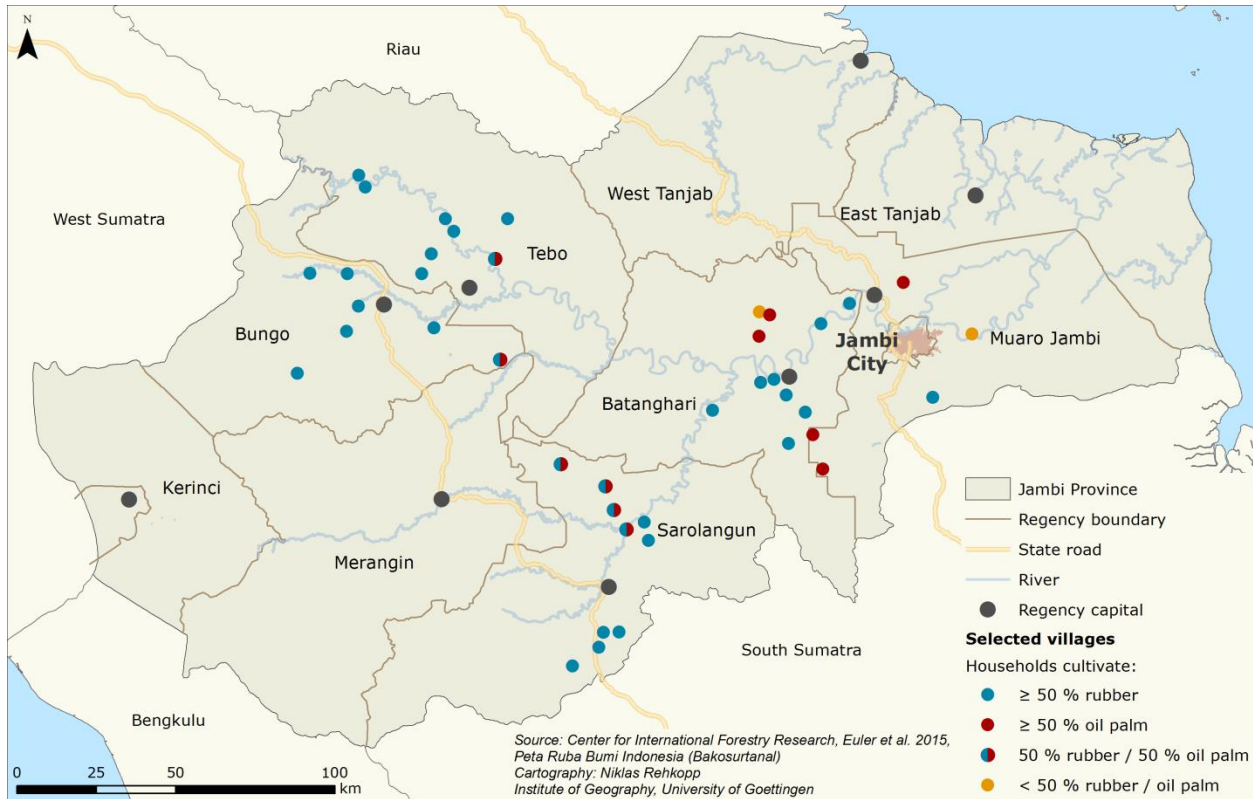 N
Riau
West Sumatra
West Tanjab
East Tanjab
Tebo
Bungo
Jambi
City
Muaro Jambi
Batanghari
Kerinci
Sarolangun
Merangin
South Sumatra
Bengkulu
Jambi Province
Regency boundary
State road
River
Regency capital
Selected villages
Households cultivate:
≥ 50 % rubber
≥ 50 % oil palm
50 % rubber / 50 % oil palm
< 50 % rubber / oil palm
Source: Center for International Forestry Research, Euler et al. 2015,
Peta Ruba Bumi Indonesia (Bakosurtanal)
Cartography: Niklas Rehkopp
Institute of Geography, University of Goettingen
0 25 50 100
km